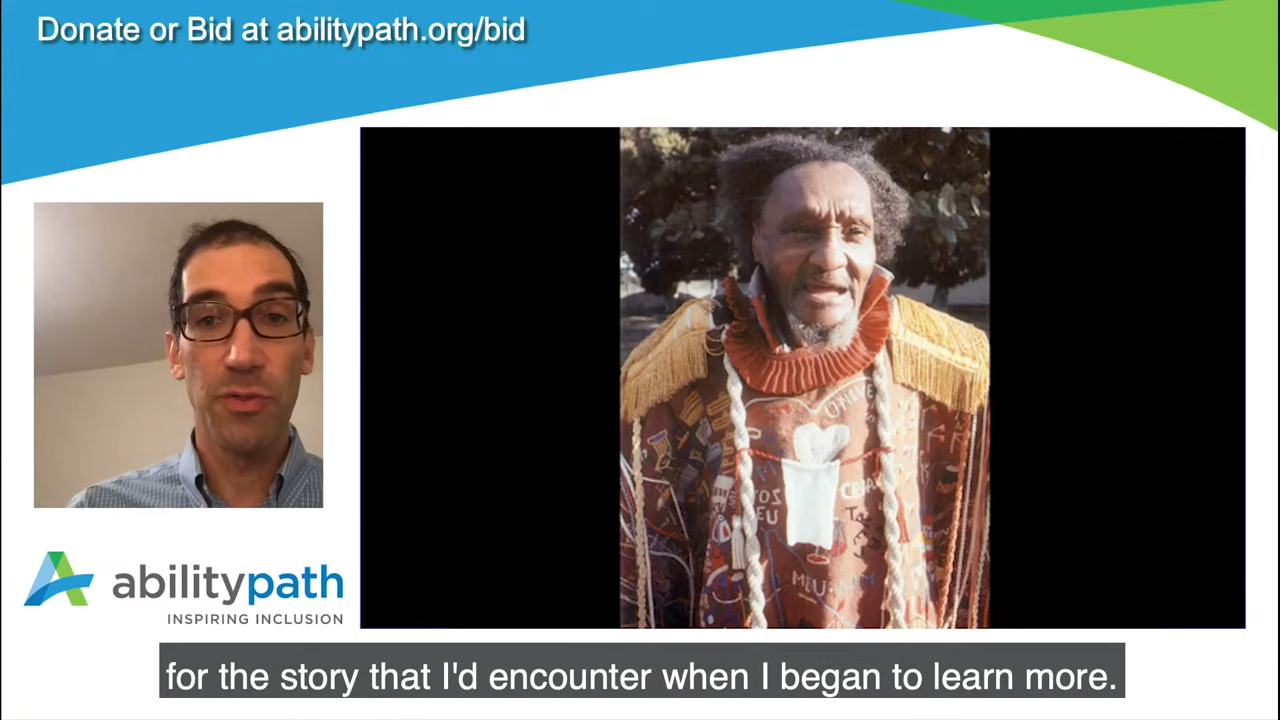 Donate or Bid at abilitypath.org/bid
UNIVE
abilitypath
INSPIRING INCLUSION
for the story that I'd encounter when I began to learn more.